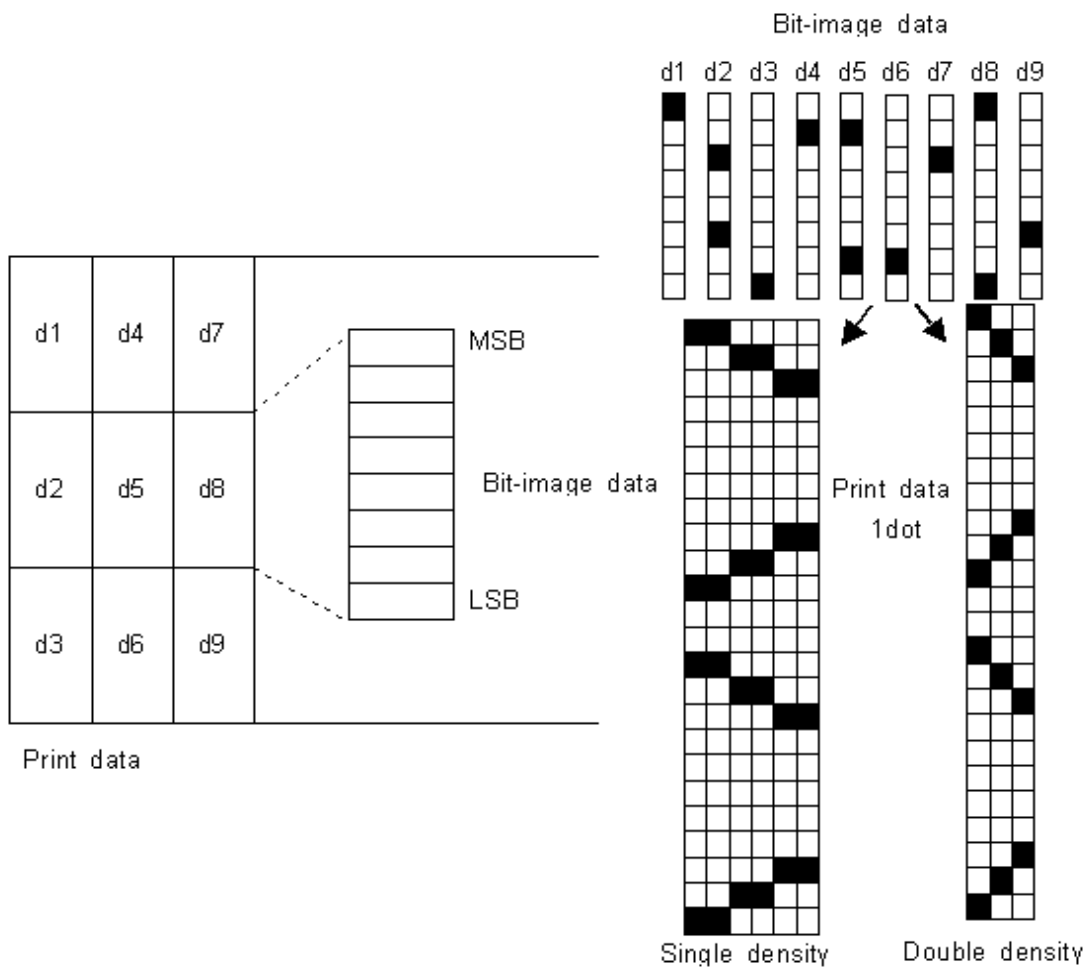 Bit-image data
d1 d2 d3 d4 d5 d6 d7 d8 d9
d1 d4 d7
d2 d5 d8
d3 d6 d9
Print data
MSB
Bit-image data
LSB
Print data
1dot
Single density
Double density